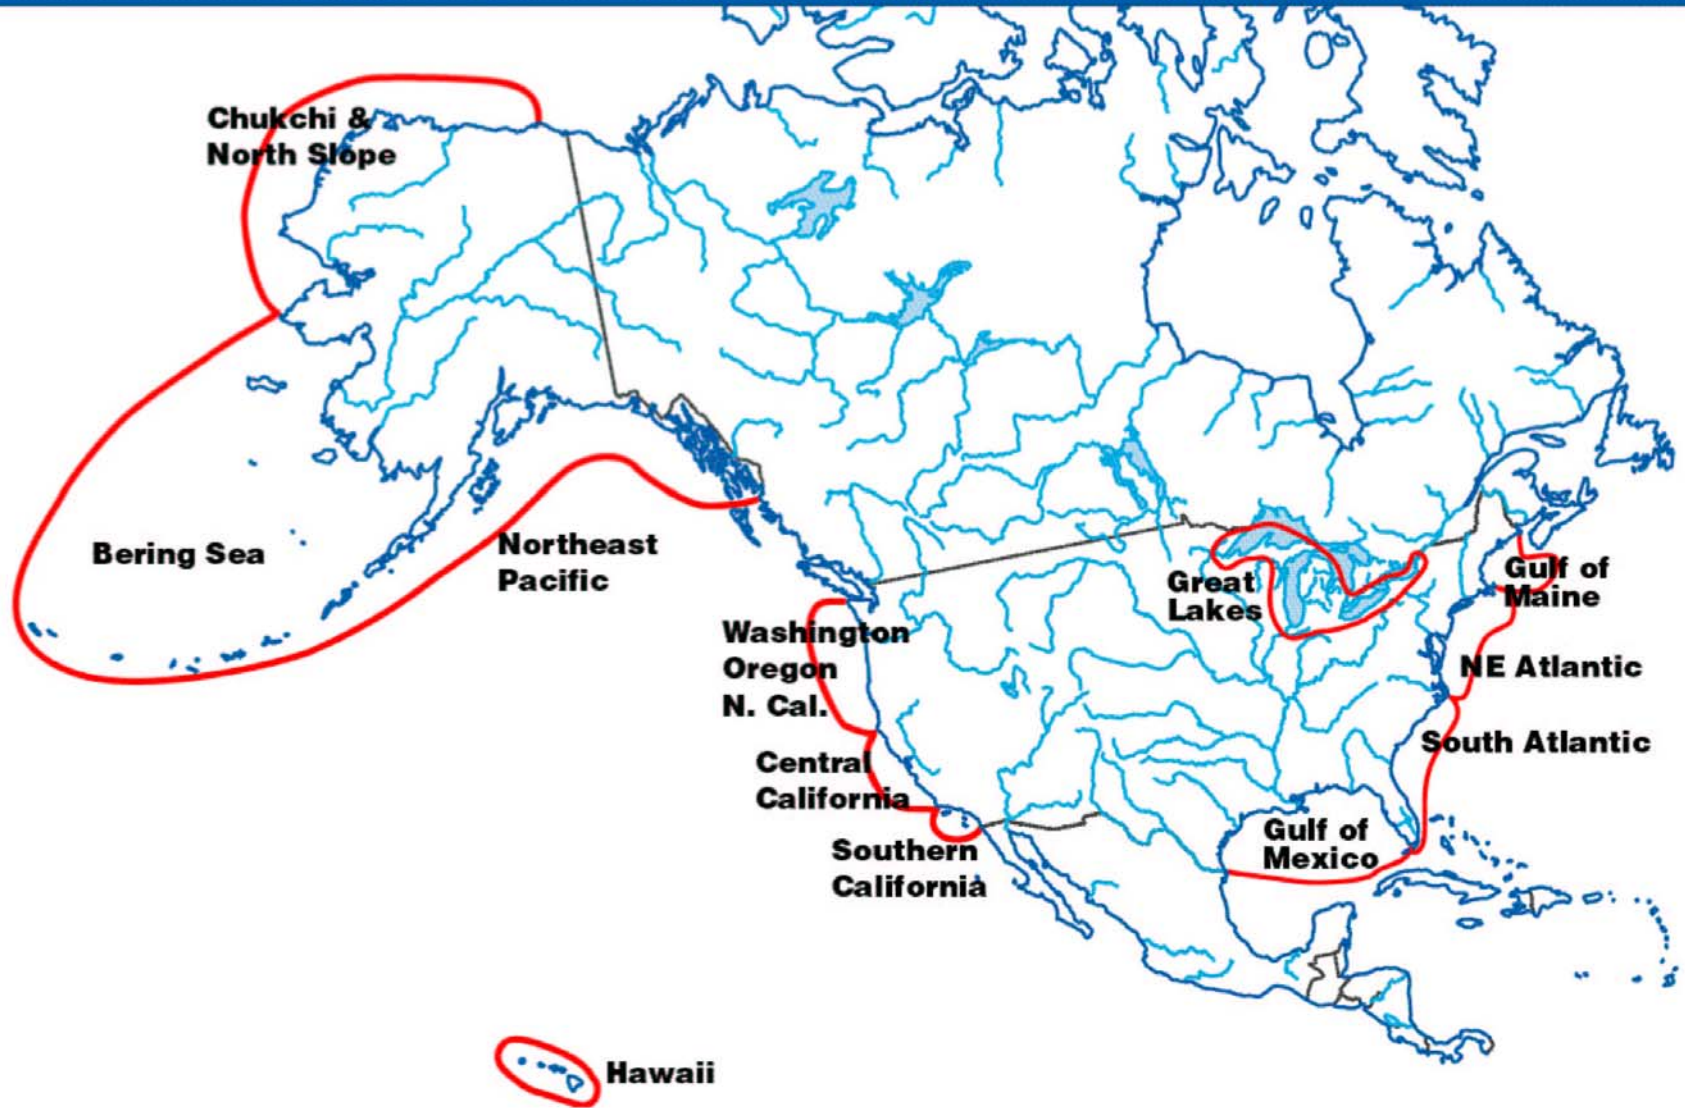 Chukchi &
North Slope
Bering Sea
Northeast
Pacific
Washington
Oregon
N. Cal.
Central
California
Southern
California
Great
Lakes
Gulf of
Maine
NE Atlantic
South Atlantic
Gulf of
Mexico
Hawaii